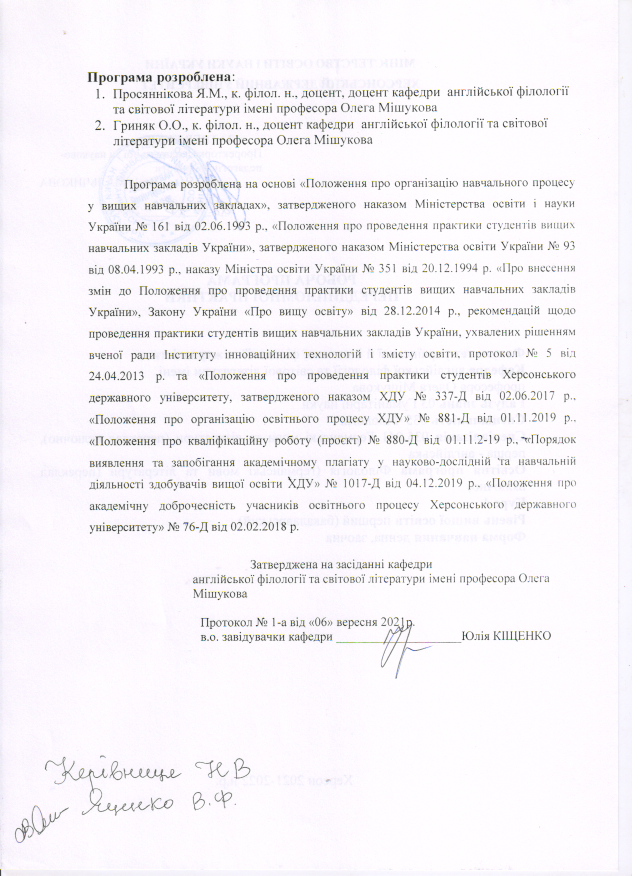 Програма розроблена:
1. Просяннікова Я.М., к. філол. н., доцент, доцент кафедри англійської філології
та світової літератури імені професора Олега Мішукова
2. Гриняк О.О., к. філол. н., доцент кафедри англійської філології та світової
літератури імені професора Олега Мішукова
Програма розроблена на основі «Положення про організацію навчального процесу
у вищих навчальних закладах», затвердженого наказом Міністерства освіти і науки
України № 161 від 02.06.1993 р., «Положення про проведення практики студентів вищих
навчальних закладів України», затвердженого наказом Міністерства освіти України № 93
від 08.04.1993 р., наказу Міністра освіти України № 351 від 20.12.1994 р. «Про внесення
змін до Положення про проведення практики студентів вищих навчальних закладів
України», Закону України «Про вищу освіту» від 28.12.2014 р., рекомендацій щодо
проведення практики студентів вищих навчальних закладів України, ухвалених рішенням
вченої ради Інституту інноваційних технологій і змісту освіти, протокол № 5 від
24.04.2013 р. та «Положення про проведення практики студентів Херсонського
державного університету, затвердженого наказом ХДУ № 337-Д від 02.06.2017 р.,
«Положення про організацію освітнього процесу ХДУ» № 881-Д від 01.11.2019 р.,
«Положення про кваліфікаційну роботу (проєкт) № 880-Д від 01.11.2-19 р., «Порядок
виявлення та запобігання академічному плагіату у науково-дослідній та навчальній
діяльності здобувачів вищої освіти ХДУ» № 1017-Д від 04.12.2019 р., «Положення про
академічну доброчесність учасників освітнього процесу Херсонського державного
університету» № 76-Д від 02.02.2018 р.
Затверджена на засіданні кафедри
англійської філології та світової літератури імені професора Олега
Мішукова
Протокол № 1-а від «06» вересня 2021р.
в.о. завідувачки кафедри ____________________Юлія КІЩЕНКО
НВ
Яценко В.Ф.